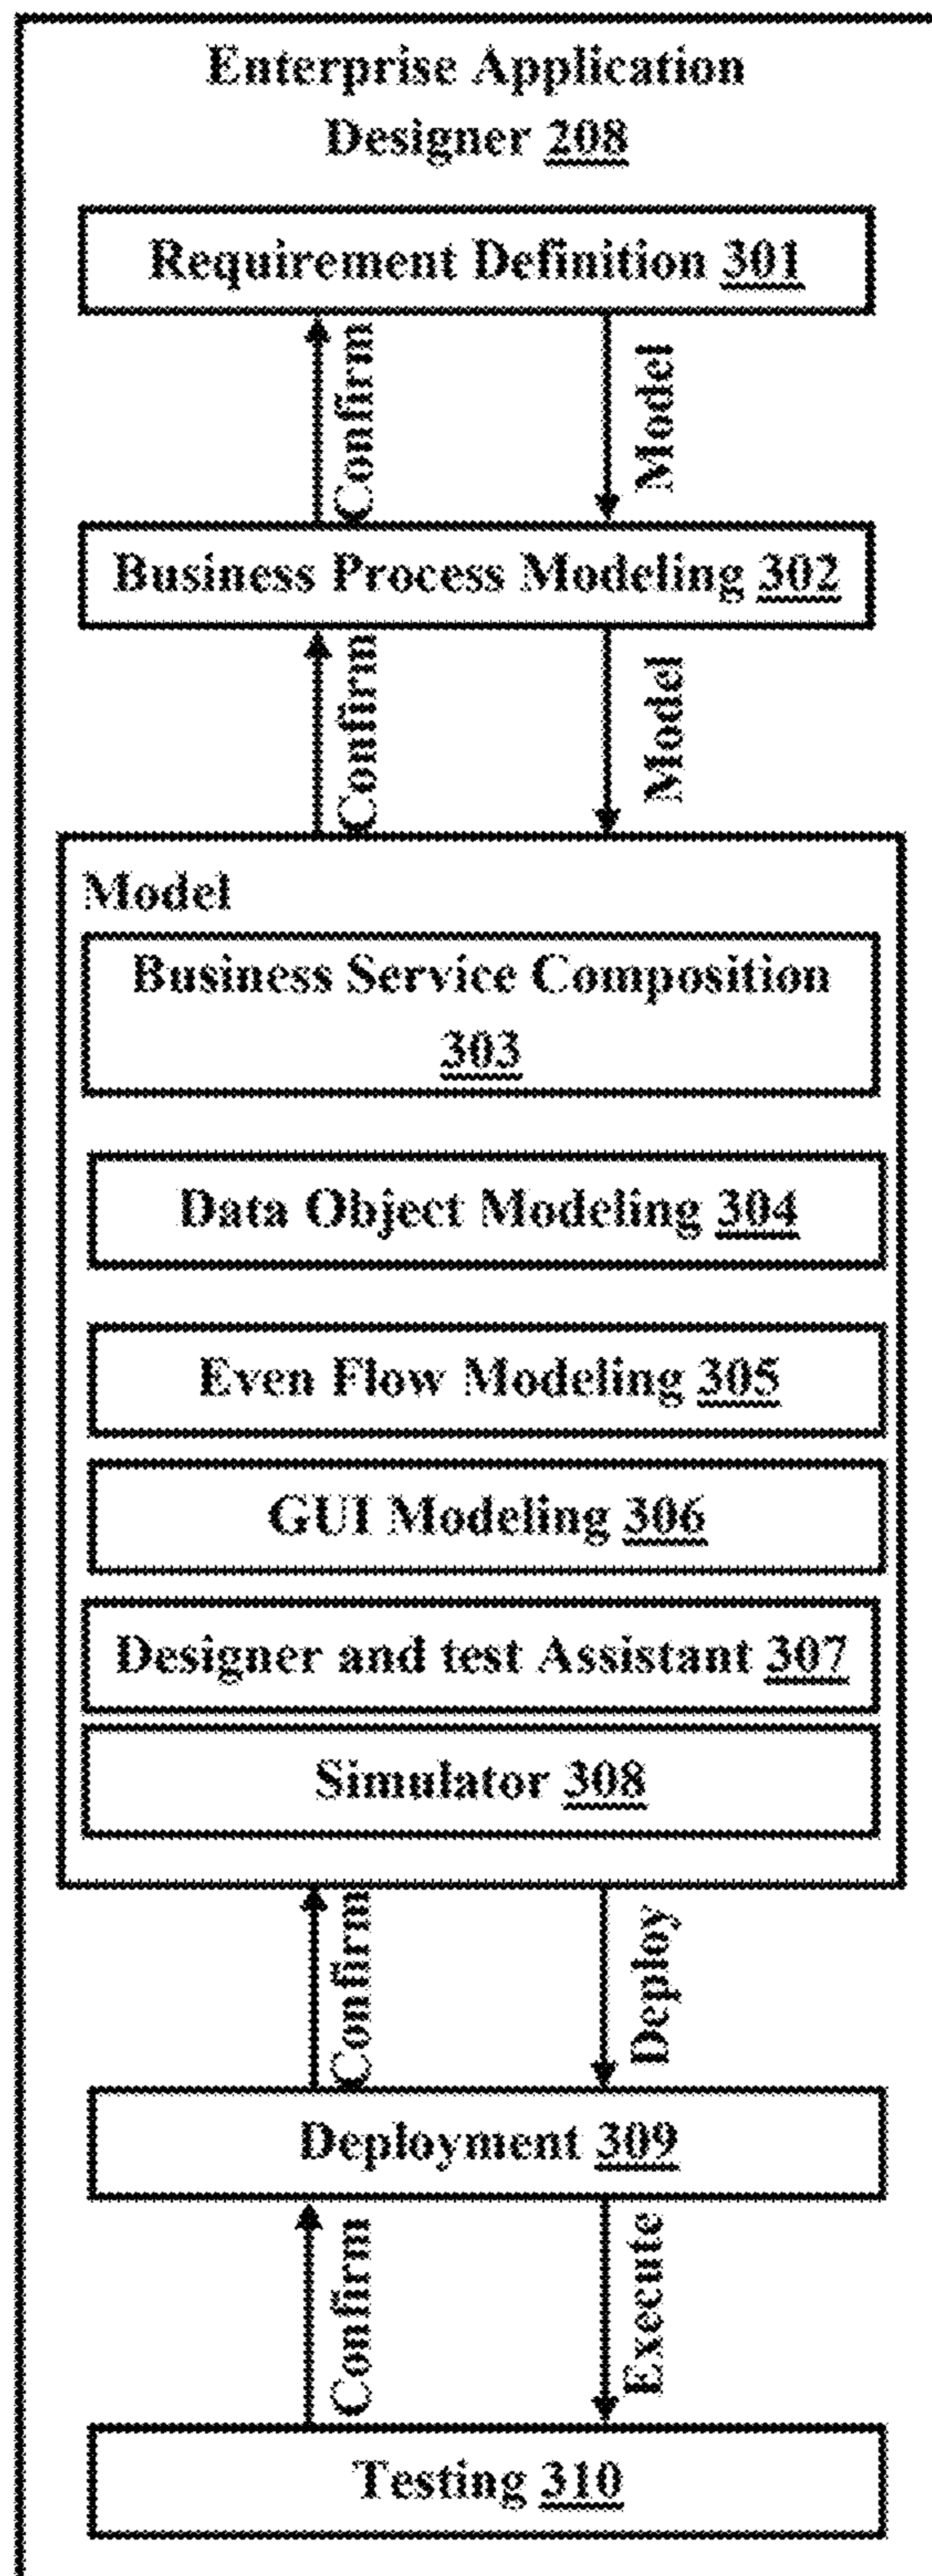 Enterprise Application
Designer 208
Requirement Definition 301
Confirm
Model
Business Process Modeling 302
Confirm
Model
Model
Business Service Composition
303
Data Object Modeling 304
Even Flow Modeling 305
GUI Modeling 306
Designer and test Assistant 307
Simulator 308
Confirm
Deploy
Deployment 309
Confirm
Execute
Testing 310